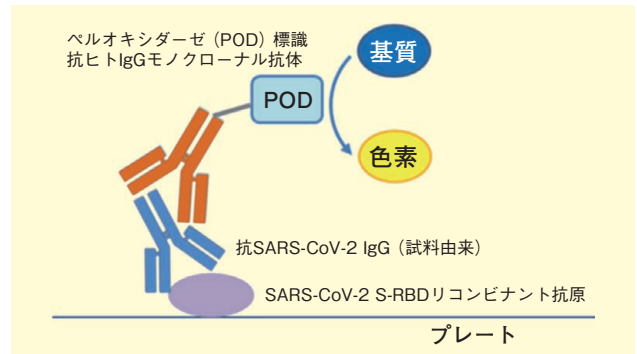 ペルオキシダーゼ（POD）標識
抗ヒトIgGモノクローナル抗体
基質
POD
色素
抗SARS-CoV-2 IgG（試料由来）
SARS-CoV-2 S-RBDリコンビナント抗原
プレート